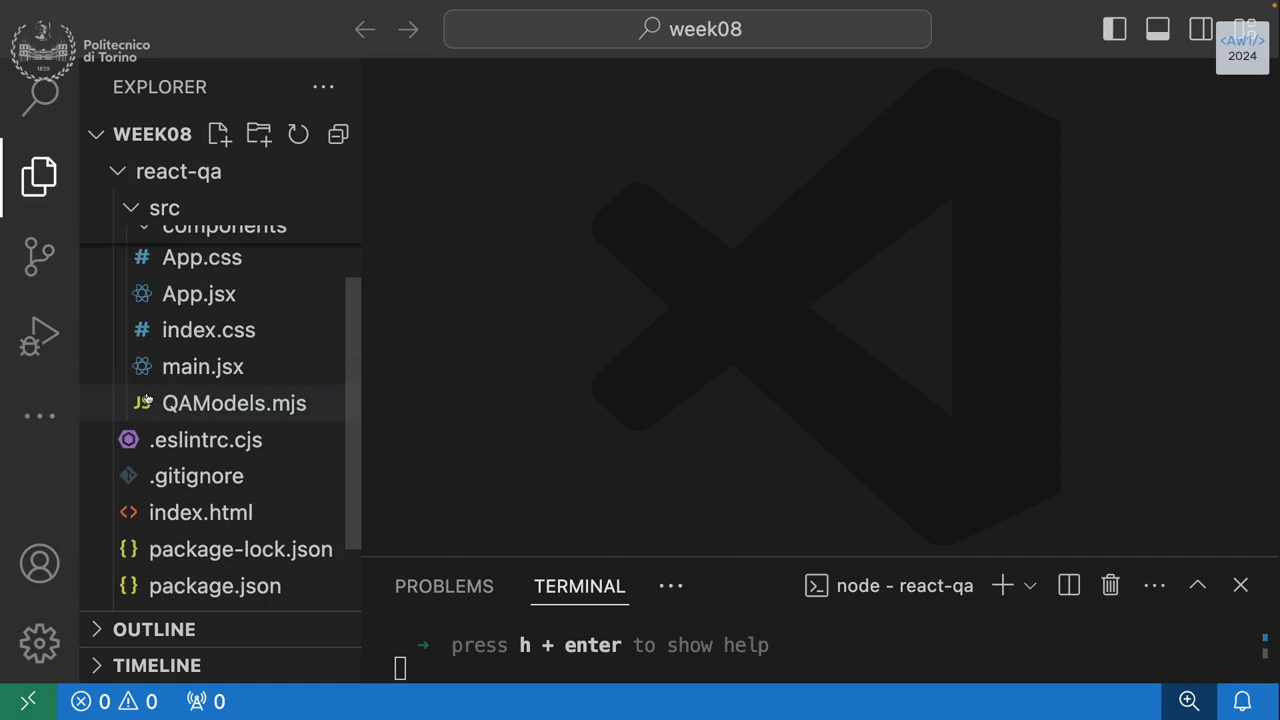 Politecnico
di Torino
1859
week08
<Aw1/>
2024
EXPLORER
WEEK08
react-qa
src
components
App.css
App.jsx
index.css
main.jsx
JS QAModels.mjs
.eslintrc.cjs
.gitignore
index.html
package-lock.json
package.json
OUTLINE
TIMELINE
PROBLEMS
TERMINAL
node - react-qa
➜ press h + enter to show help
0
0
0